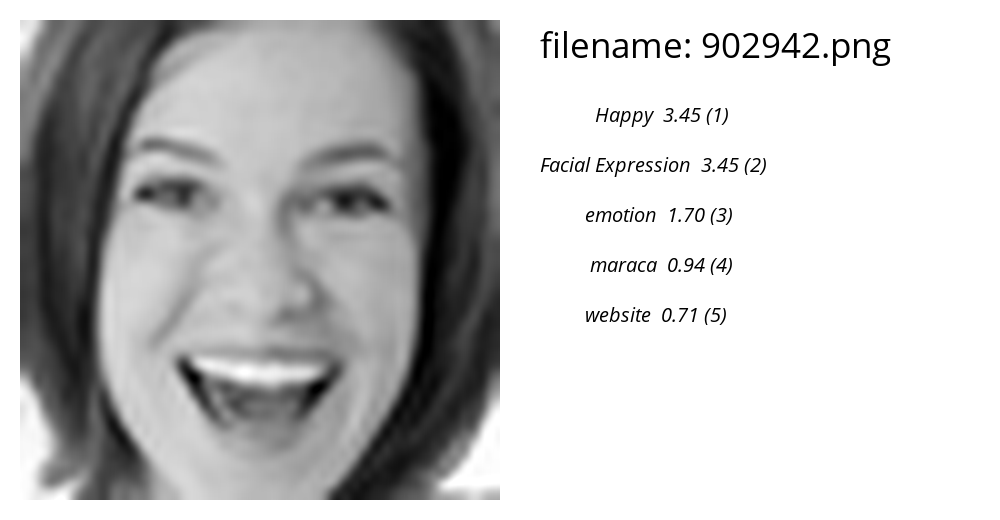 filename: 902942.png
Happy 3.45 (1)
Facial Expression 3.45 (2)
emotion 1.70 (3)
maraca 0.94 (4)
website 0.71 (5)